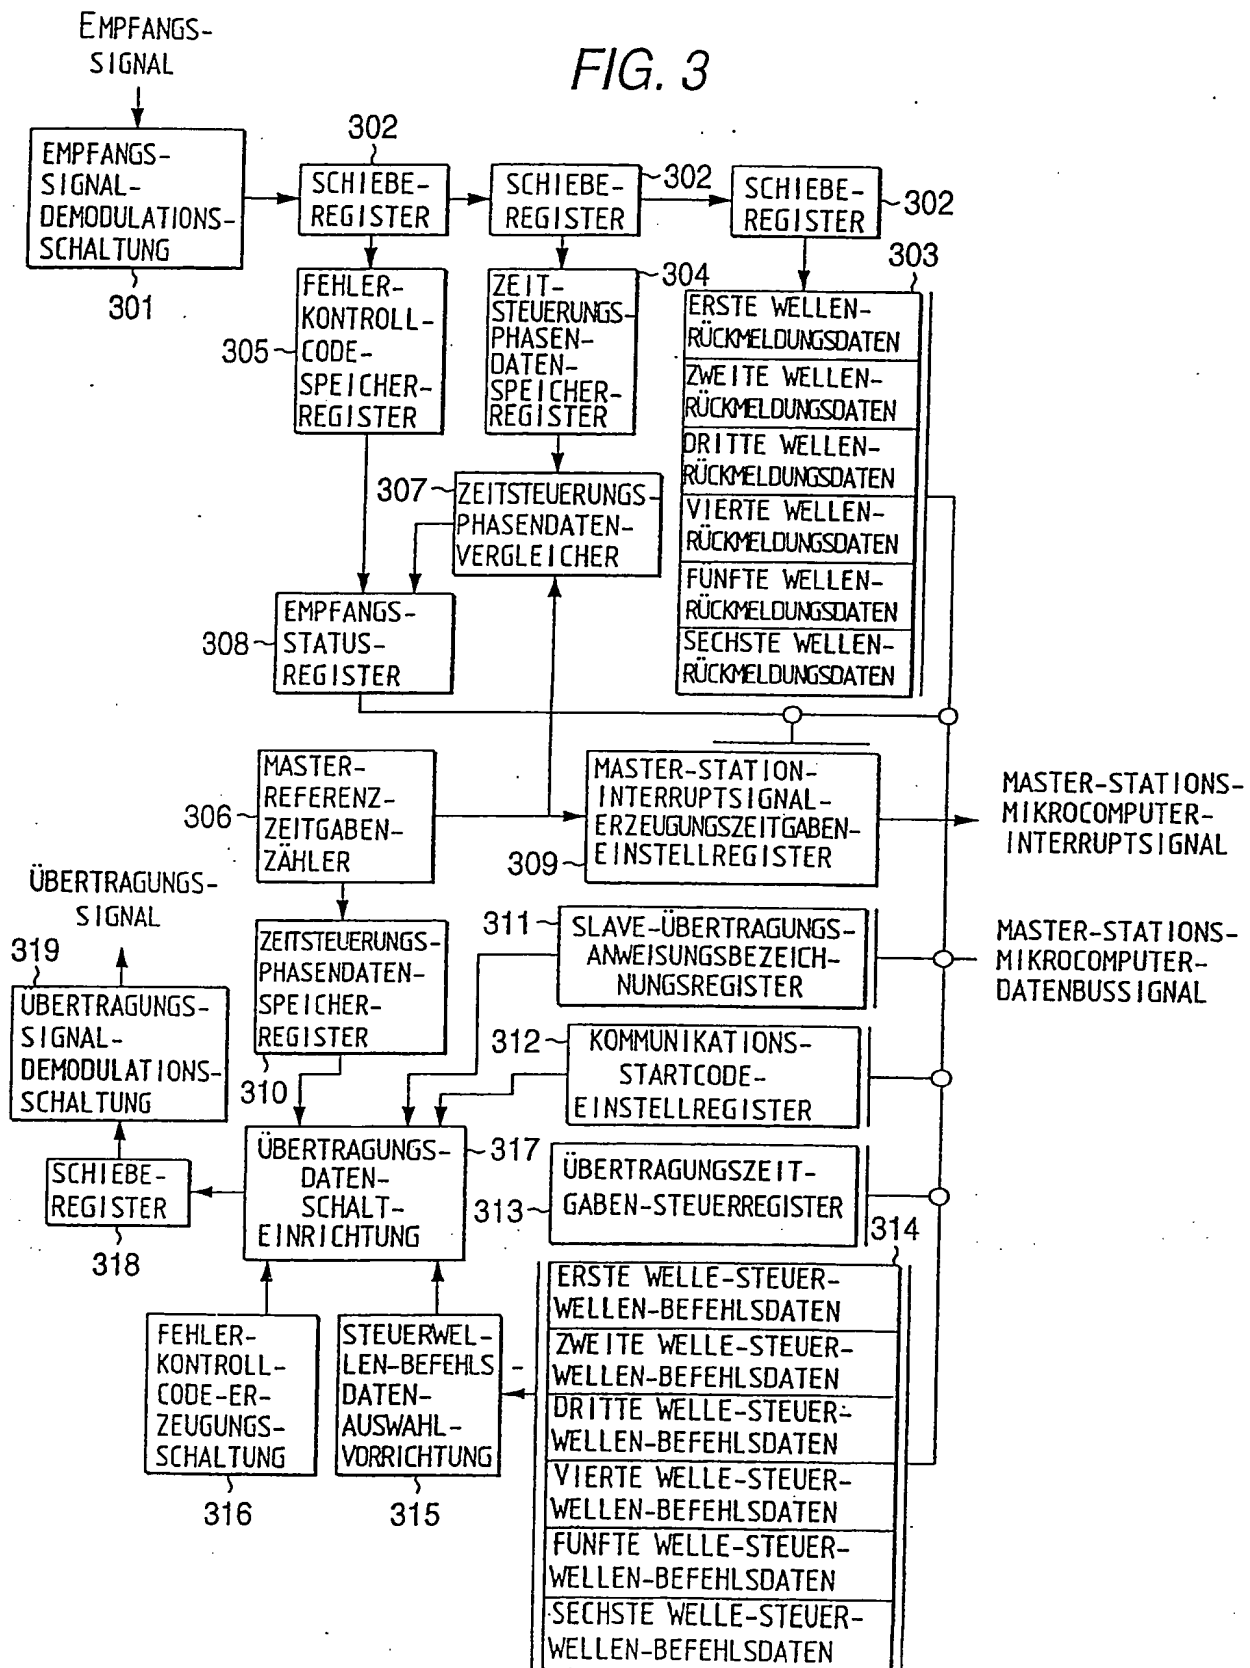 EMPFANGS-
SIGNAL
FIG. 3
EMPFANGS-
SIGNAL-
DEMODULATIONS-
SCHALTUNG
301
302
SCHIEBE-
REGISTER
SCHIEBE-
REGISTER
302
SCHIEBE-
REGISTER
302
305
FEHLER-
KONTROLL-
CODE-
SPEICHER-
REGISTER
304
ZEIT-
STEUERUNGS-
PHASEN-
DATEN-
SPEICHER-
REGISTER
303
ERSTE WELLEN-
RÜCKMELDUNGSDATEN
ZWEITE WELLEN-
RÜCKMELDUNGSDATEN
DRITTE WELLEN-
RÜCKMELDUNGSDATEN
VIERTE WELLEN-
RÜCKMELDUNGSDATEN
FÜNFTE WELLEN-
RÜCKMELDUNGSDATEN
SECHSTE WELLEN-
RÜCKMELDUNGSDATEN
307
ZEITSTEUERUNGS-
PHASENDATEN-
VERGLEICHER
308
EMPFANGS-
STATUS-
REGISTER
306
MASTER-
REFERENZ-
ZEITGABEN-
ZÄHLER
309
MASTER-STATION-
INTERRUPTSIGNAL-
ERZEUGUNGSZEITGABEN-
EINSTELLREGISTER
MASTER-STATIONS-
MIKROCOMPUTER-
INTERRUPTSIGNAL
ÜBERTRAGUNGS-
SIGNAL
319
ÜBERTRAGUNGS-
SIGNAL-
DEMODULATIONS-
SCHALTUNG
ZEITSTEUERUNGS-
PHASENDATEN-
SPEICHER-
REGISTER
310
311
SLAVE-ÜBERTRAGUNGS-
ANWEISUNGSBEZEICH-
NUNGSREGISTER
MASTER-STATIONS-
MIKROCOMPUTER-
DATENBUSSIGNAL
312
KOMMUNIKATIONS-
STARTCODE-
EINSTELLREGISTER
SCHIEBE-
REGISTER
318
ÜBERTRAGUNGS-
DATEN-
SCHALT-
EINRICHTUNG
317
313
ÜBERTRAGUNGSZEIT-
GABEN-STEUERREGISTER
314
ERSTE WELLE-STEUER-
WELLEN-BEFEHLSDATEN
ZWEITE WELLE-STEUER-
WELLEN-BEFEHLSDATEN
DRITTE WELLE-STEUER-
WELLEN-BEFEHLSDATEN
VIERTE WELLE-STEUER-
WELLEN-BEFEHLSDATEN
FUNFTE WELLE-STEUER-
WELLEN-BEFEHLSDATEN
SECHSTE WELLE-STEUER-
WELLEN-BEFEHLSDATEN
FEHLER-
KONTROLL-
CODE-ER-
ZEUGUNGS-
SCHALTUNG
316
STEUERWEL-
LEN-BEFEHLS-
DATEN-
AUSWAHL-
VORRICHTUNG
315